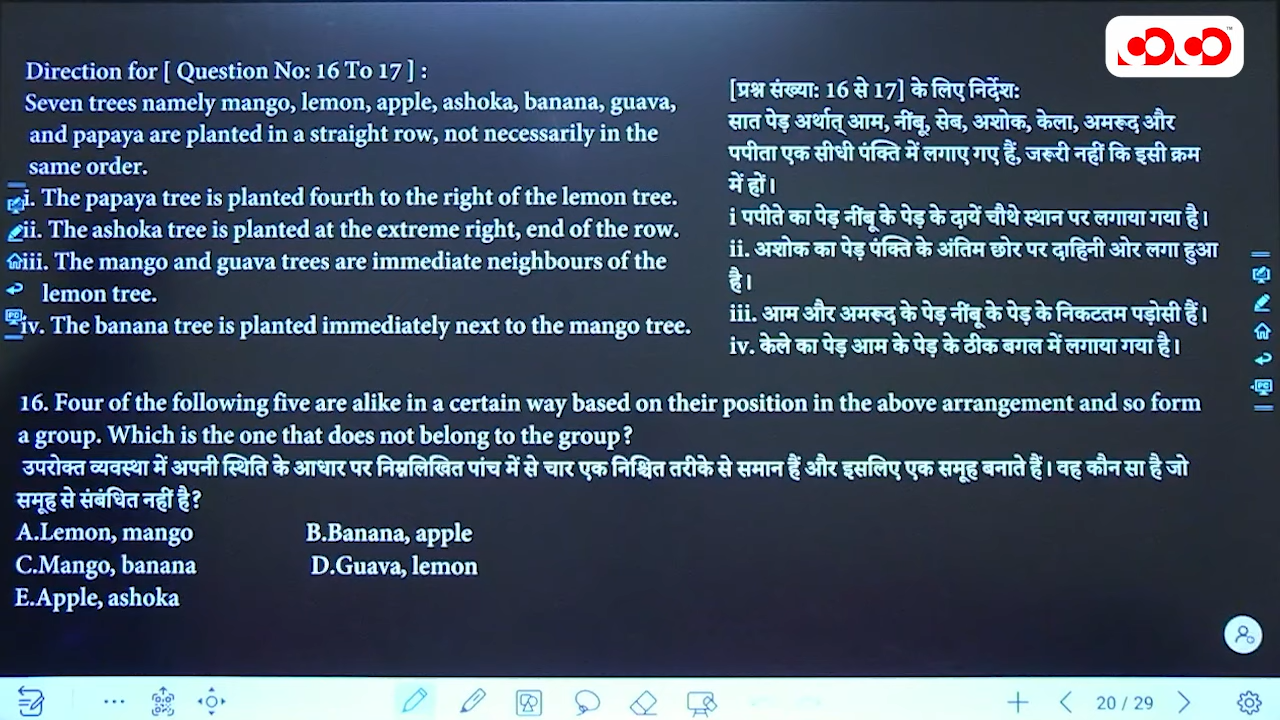 Direction for [ Question No: 16 To 17 ] :
Seven trees namely mango, lemon, apple, ashoka, banana, guava,
and papaya are planted in a straight row, not necessarily in the
same order.
i. The papaya tree is planted fourth to the right of the lemon tree.
ii. The ashoka tree is planted at the extreme right, end of the row.
iii. The mango and guava trees are immediate neighbours of the
lemon tree.
iv. The banana tree is planted immediately next to the mango tree.
[प्रश्न संख्या: 16 से 17] के लिए निर्देश:
सात पेड़ अर्थात् आम, नींबू, सेब, अशोक, केला, अमरूद और
पपीता एक सीधी पंक्ति में लगाए गए हैं, जरूरी नहीं कि इसी क्रम
में हों।
i पपीते का पेड़ नींबू के पेड़ के दायें चौथे स्थान पर लगाया गया है।
ii. अशोक का पेड़ पंक्ति के अंतिम छोर पर दाहिनी ओर लगा हुआ
है।
iii. आम और अमरूद के पेड़ नींबू के पेड़ के निकटतम पड़ोसी हैं।
iv. केले का पेड़ आम के पेड़ के ठीक बगल में लगाया गया है।
16. Four of the following five are alike in a certain way based on their position in the above arrangement and so form
a group. Which is the one that does not belong to the group?
उपरोक्त व्यवस्था में अपनी स्थिति के आधार पर निम्नलिखित पांच में से चार एक निश्चित तरीके से समान हैं और इसलिए एक समूह बनाते हैं। वह कौन सा है जो
समूह से संबंधित नहीं है?
A.Lemon, mango B.Banana, apple
C.Mango, banana D.Guava, lemon
E.Apple, ashoka
20 / 29